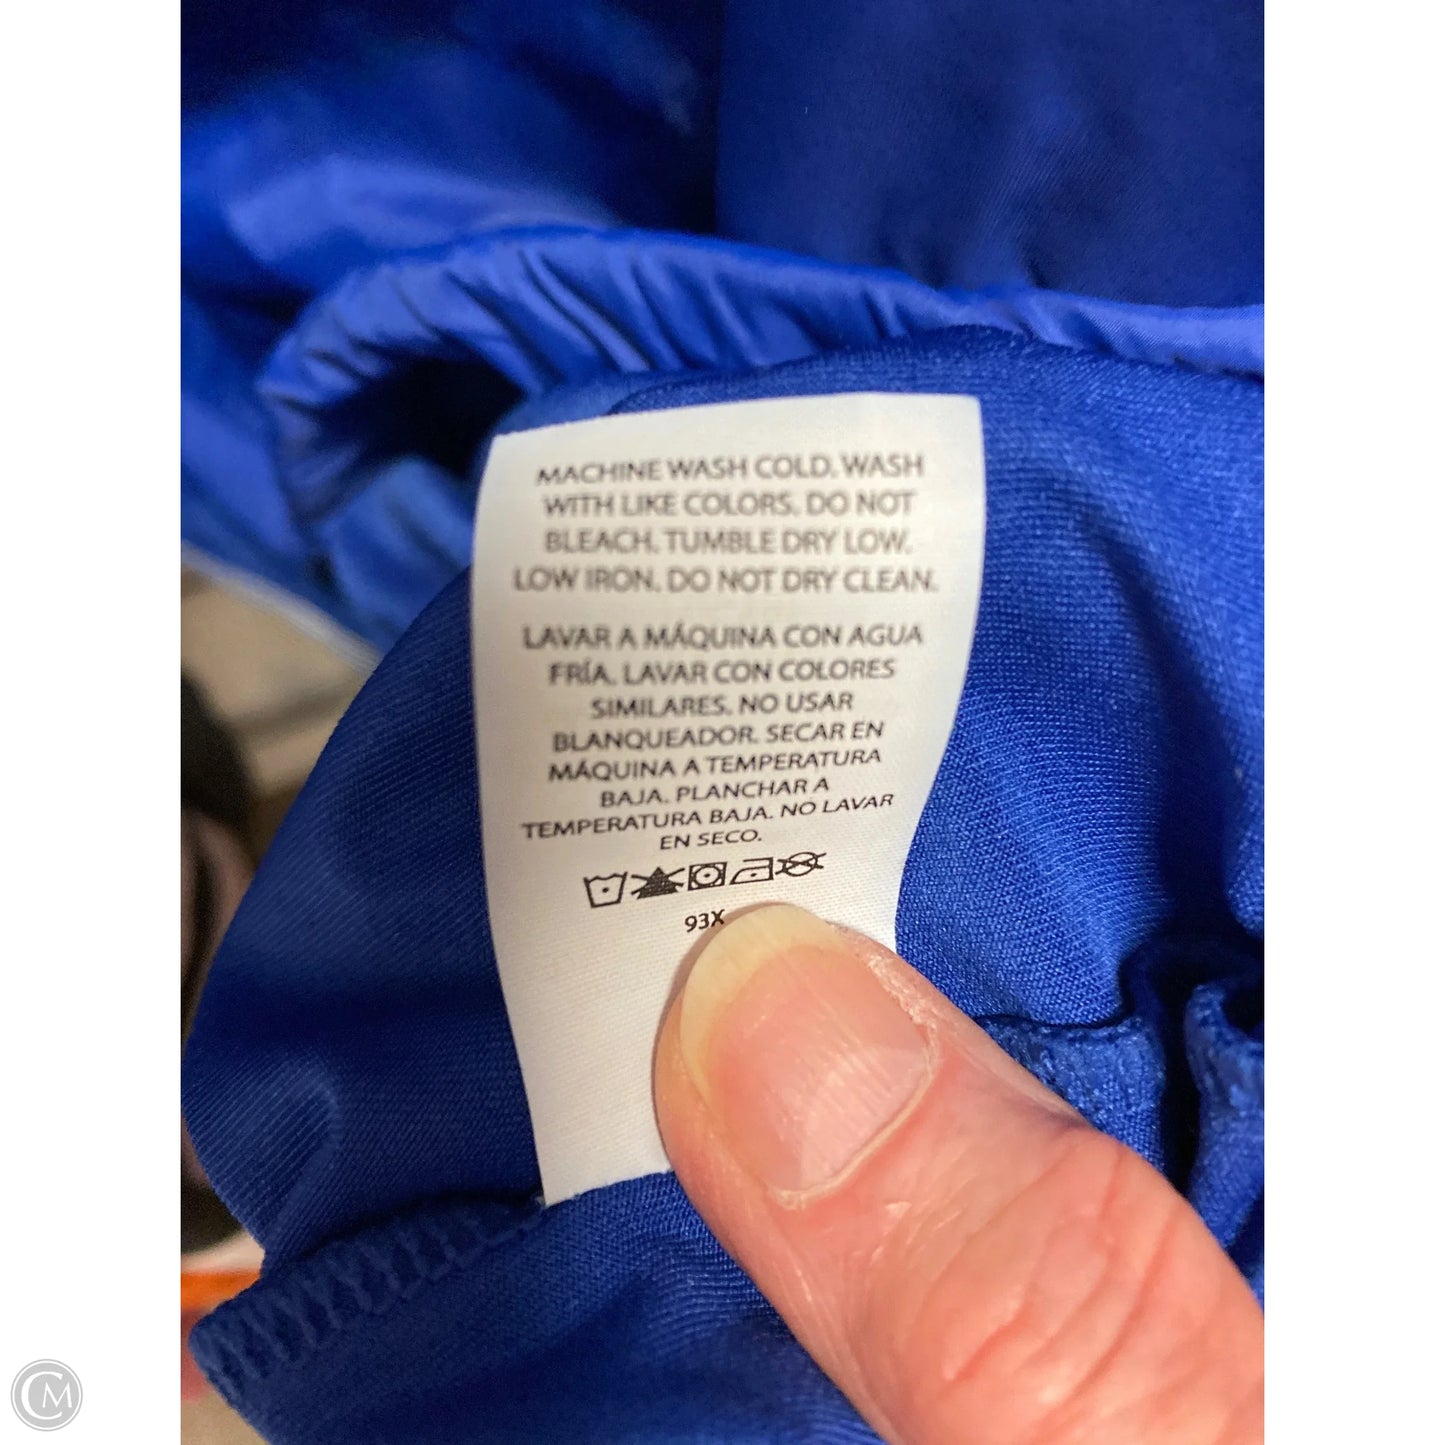 MACHINE WASH COLD. WASH
WITH LIKE COLORS. DO NOT
BLEACH. TUMBLE DRY LOW.
LOW IRON. DO NOT DRY CLEAN.
LAVAR A MÁQUINA CON AGUA
FRÍA. LAVAR CON COLORES
SIMILARES. NO USAR
BLANQUEADOR. SECAR EN
MÁQUINA A TEMPERATURA
BAJA. PLANCHAR A
TEMPERATURA BAJA. NO LAVAR
EN SECO.
93X
CM